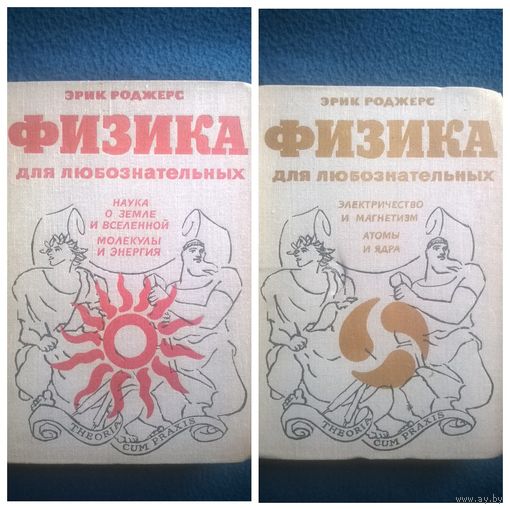 ЭРИК РОДЖЕРС
ФИЗИКА
ДЛЯ ЛЮБОЗНАТЕЛЬНЫХ
НАУКА
О ЗЕМЛЕ
И ВСЕЛЕННОЙ
МОЛЕКУЛЫ
И ЭНЕРГИЯ
THEORIA
CUM PRAXIS
ЭРИК РОДЖЕРС
ФИЗИКА
ДЛЯ ЛЮБОЗНАТЕЛЬНЫХ
ЭЛЕКТРИЧЕСТВО
И МАГНЕТИЗМ
АТОМЫ
И ЯДРА
THEORIA
CUM PRAXIS
www.ay.by